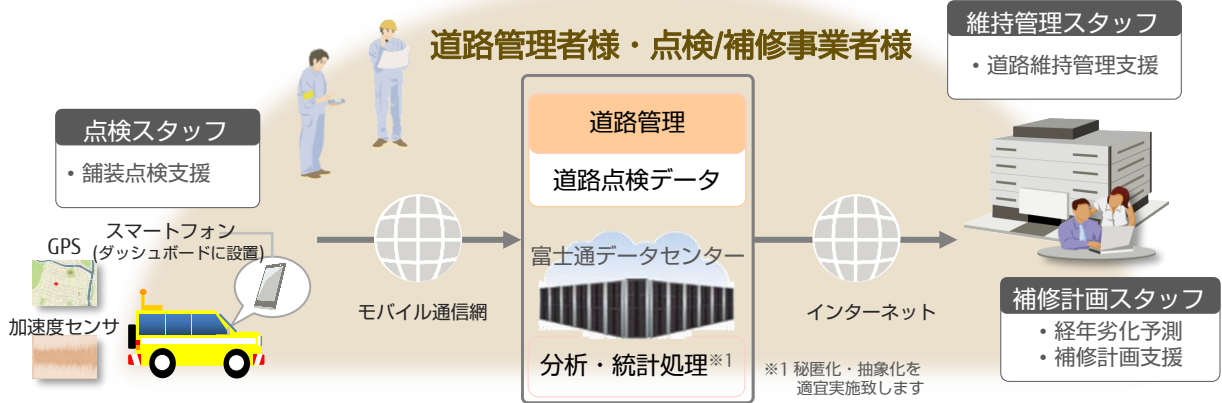 道路管理者様・点検/補修事業者様
点検スタッフ
・舗装点検支援
スマートフォン
(ダッシュボードに設置)
GPS
加速度センサ
モバイル通信網
道路管理
道路点検データ
富士通データセンター
分析・統計処理※1
インターネット
※1 秘匿化・抽象化を
適宜実施致します
維持管理スタッフ
・道路維持管理支援
補修計画スタッフ
・経年劣化予測
・補修計画支援